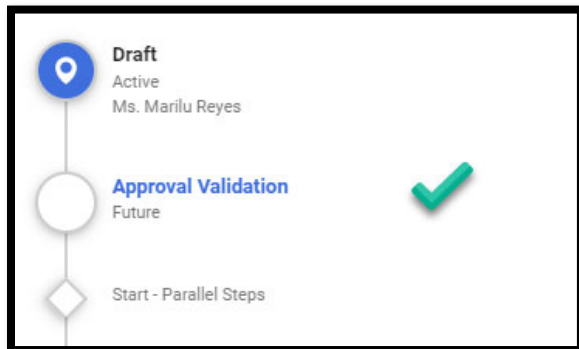 Draft
Active
Ms. Marilu Reyes
Approval Validation
Future
Start - Parallel Steps